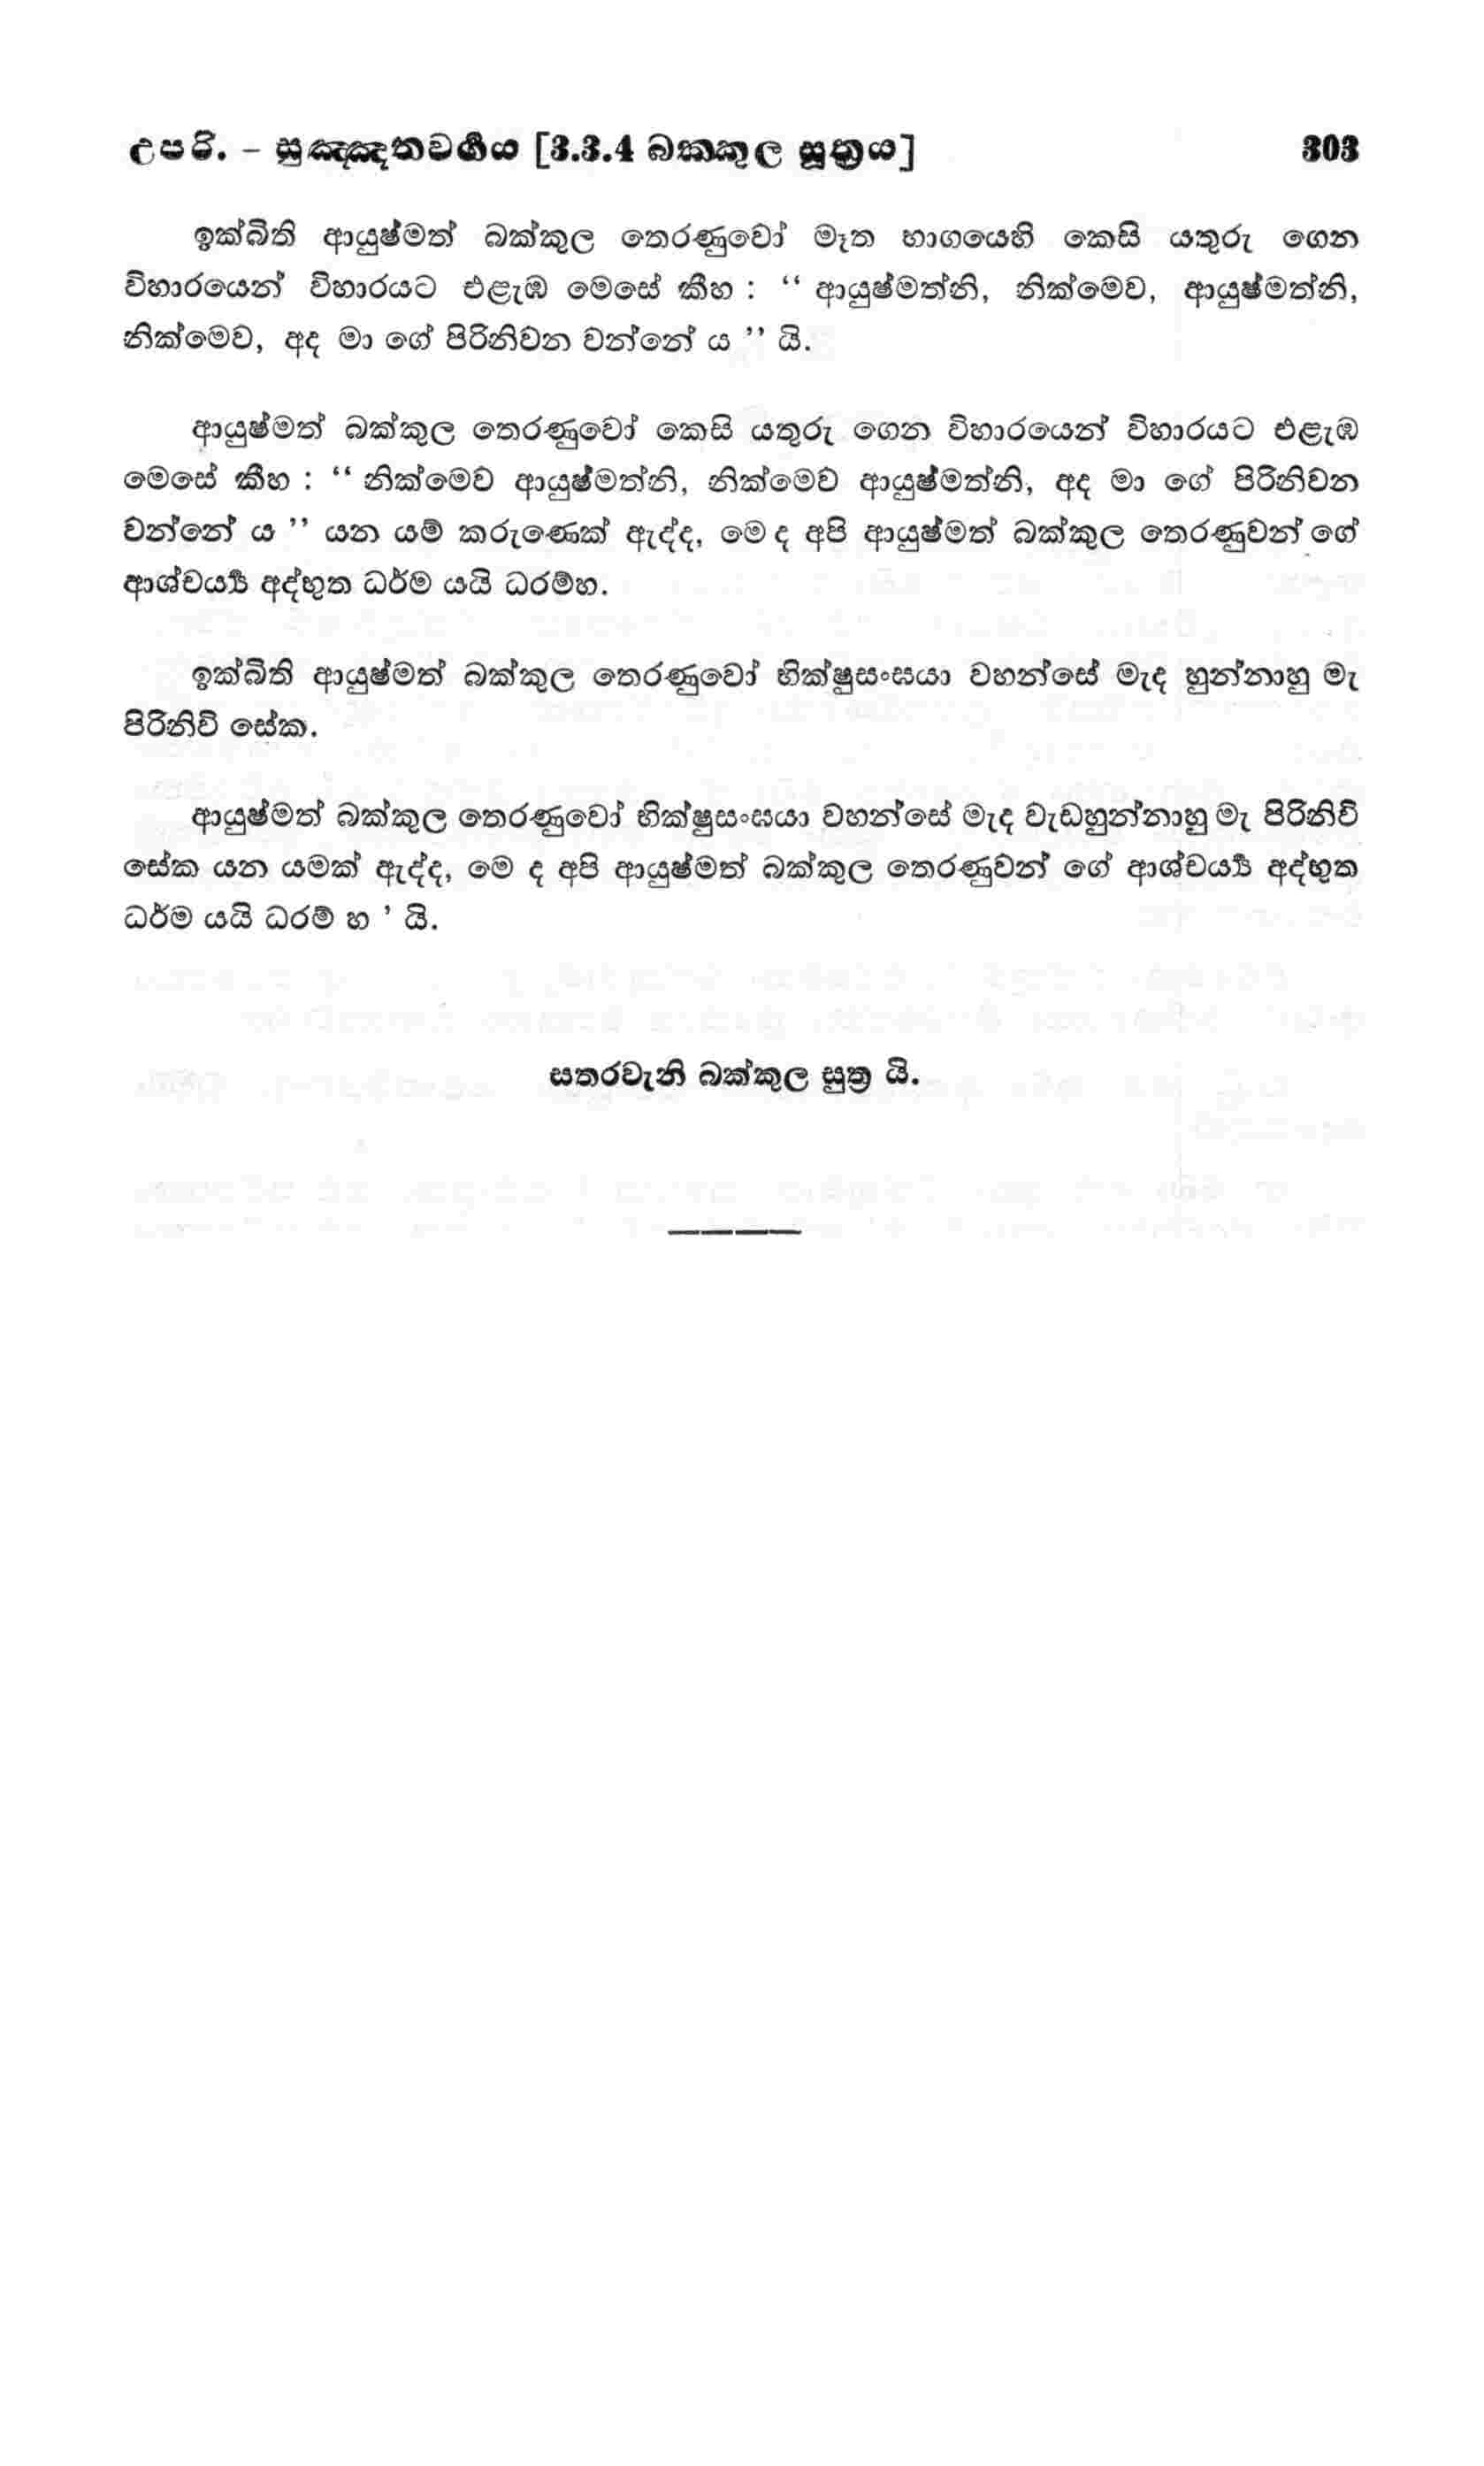 උපරි. – සුඤ්ඤතවර්ගය [3.3.4 බක්කුල සූත්‍රය] 303
ඉක්බිති ආයුෂ්මත් බක්කුල තෙරණුවෝ මෑත භාගයෙහි කෙසි යතුරු ගෙන
විහාරයෙන් විහාරයට එළැඹ මෙසේ කීහ : “ ආයුෂ්මත්නි, නික්මෙව, ආයුෂ්මත්නි,
නික්මෙව, අද මා ගේ පිරිනිවන වන්නේ ය ” යි.
ආයුෂ්මත් බක්කුල තෙරණුවෝ කෙසි යතුරු ගෙන විහාරයෙන් විහාරයට එළැඹ
මෙසේ කීහ : “ නික්මෙව් ආයුෂ්මත්නි, නික්මෙව් ආයුෂ්මත්නි, අද මා ගේ පිරිනිවන
වන්නේ ය ” යන යම් කරුණෙක් ඇද්ද, මෙ ද අපි ආයුෂ්මත් බක්කුල තෙරණුවන් ගේ
ආශ්චර්‍ය්‍ය අද්භුත ධර්ම යයි ධරම්හ.
ඉක්බිති ආයුෂ්මත් බක්කුල තෙරණුවෝ භික්ෂුසංඝයා වහන්සේ මැද හුන්නාහු මැ
පිරිනිවි සේක.
ආයුෂ්මත් බක්කුල තෙරණුවෝ භික්ෂුසංඝයා වහන්සේ මැද වැඩහුන්නාහු මැ පිරිනිවි
සේක යන යමක් ඇද්ද, මෙ ද අපි ආයුෂ්මත් බක්කුල තෙරණුවන් ගේ ආශ්චර්‍ය්‍ය අද්භුත
ධර්ම යයි ධරම් හ ’ යි.
සතරවැනි බක්කුල සුත්‍ර යි.